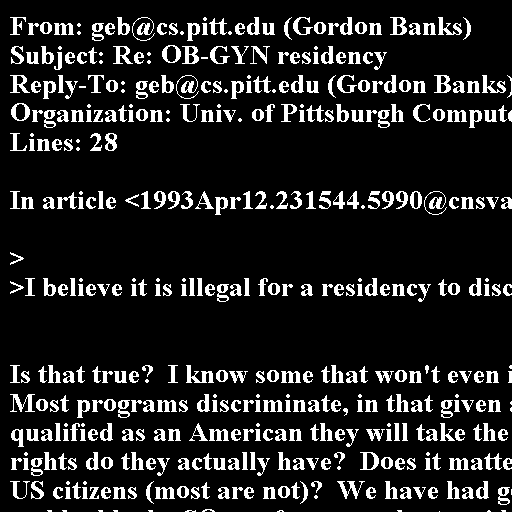 From: geb@cs.pitt.edu (Gordon Banks)
Subject: Re: OB-GYN residency
Reply-To: geb@cs.pitt.edu (Gordon Banks)
Organization: Univ. of Pittsburgh
Lines: 28
In article <1993Apr12.231544.5990@cnsva
>
>I believe it is illegal for a residency to
Is that true?  I know some that won't even
Most programs discriminate, in that given
qualified as an American they will take the
rights do they actually have?  Does it
US citizens (most are not)?  We have had